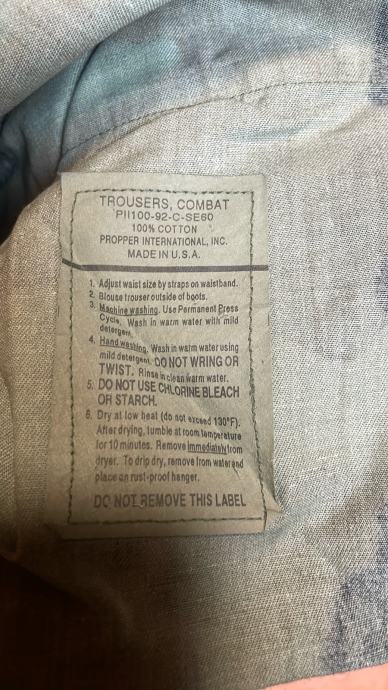 TROUSERS, COMBAT
PII100-92-C-SE60
100% COTTON
PROPPER INTERNATIONAL, INC.
MADE IN U.S.A.
1. Adjust waist size by straps on waistband.
2. Blouse trouser outside of boots.
3. Machine washing. Use Permanent Press
Cycle. Wash in warm water with mild
detergent.
4. Hand washing. Wash in warm water using
mild detergent. DO NOT WRING OR
TWIST. Rinse in clean warm water.
5. DO NOT USE CHLORINE BLEACH
OR STARCH.
6. Dry at low heat (do not exceed 130°F).
After drying, tumble at room temperature
for 10 minutes. Remove immediately from
dryer. To drip dry, remove from water and
place on rust-proof hanger.
DO NOT REMOVE THIS LABEL